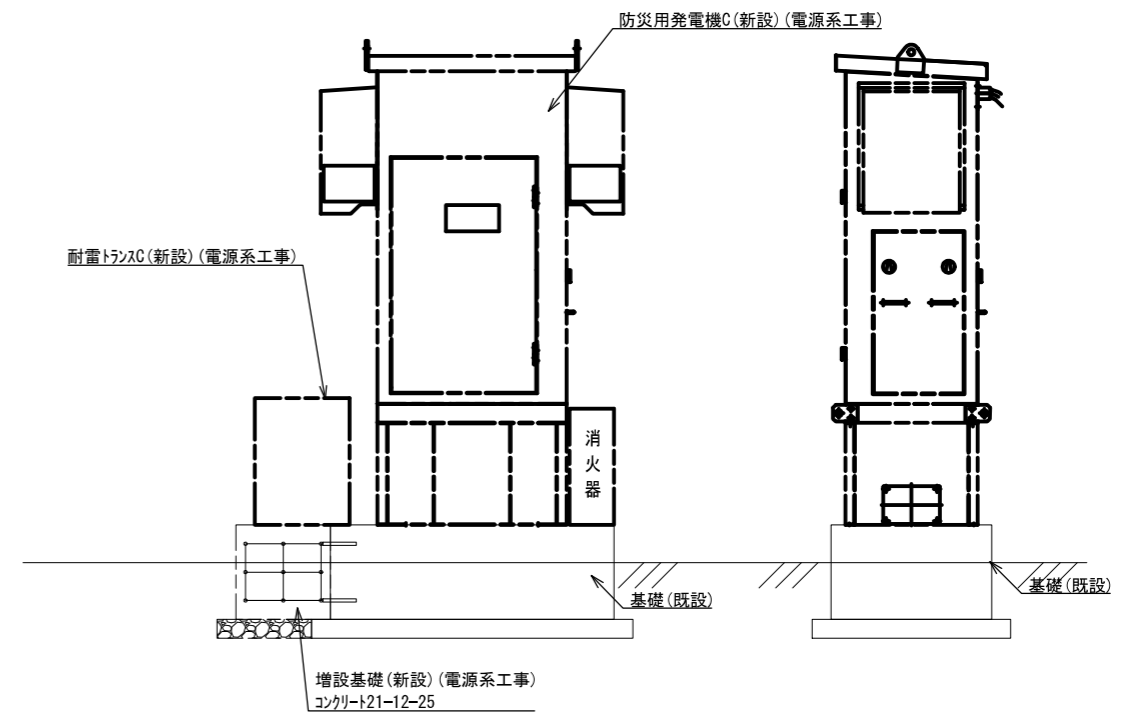 防災用発電機C(新設)(電源系工事)
耐雷トランスC(新設)(電源系工事)
消
火
器
基礎(既設)
基礎(既設)
増設基礎(新設)(電源系工事)
コンクリート21-12-25